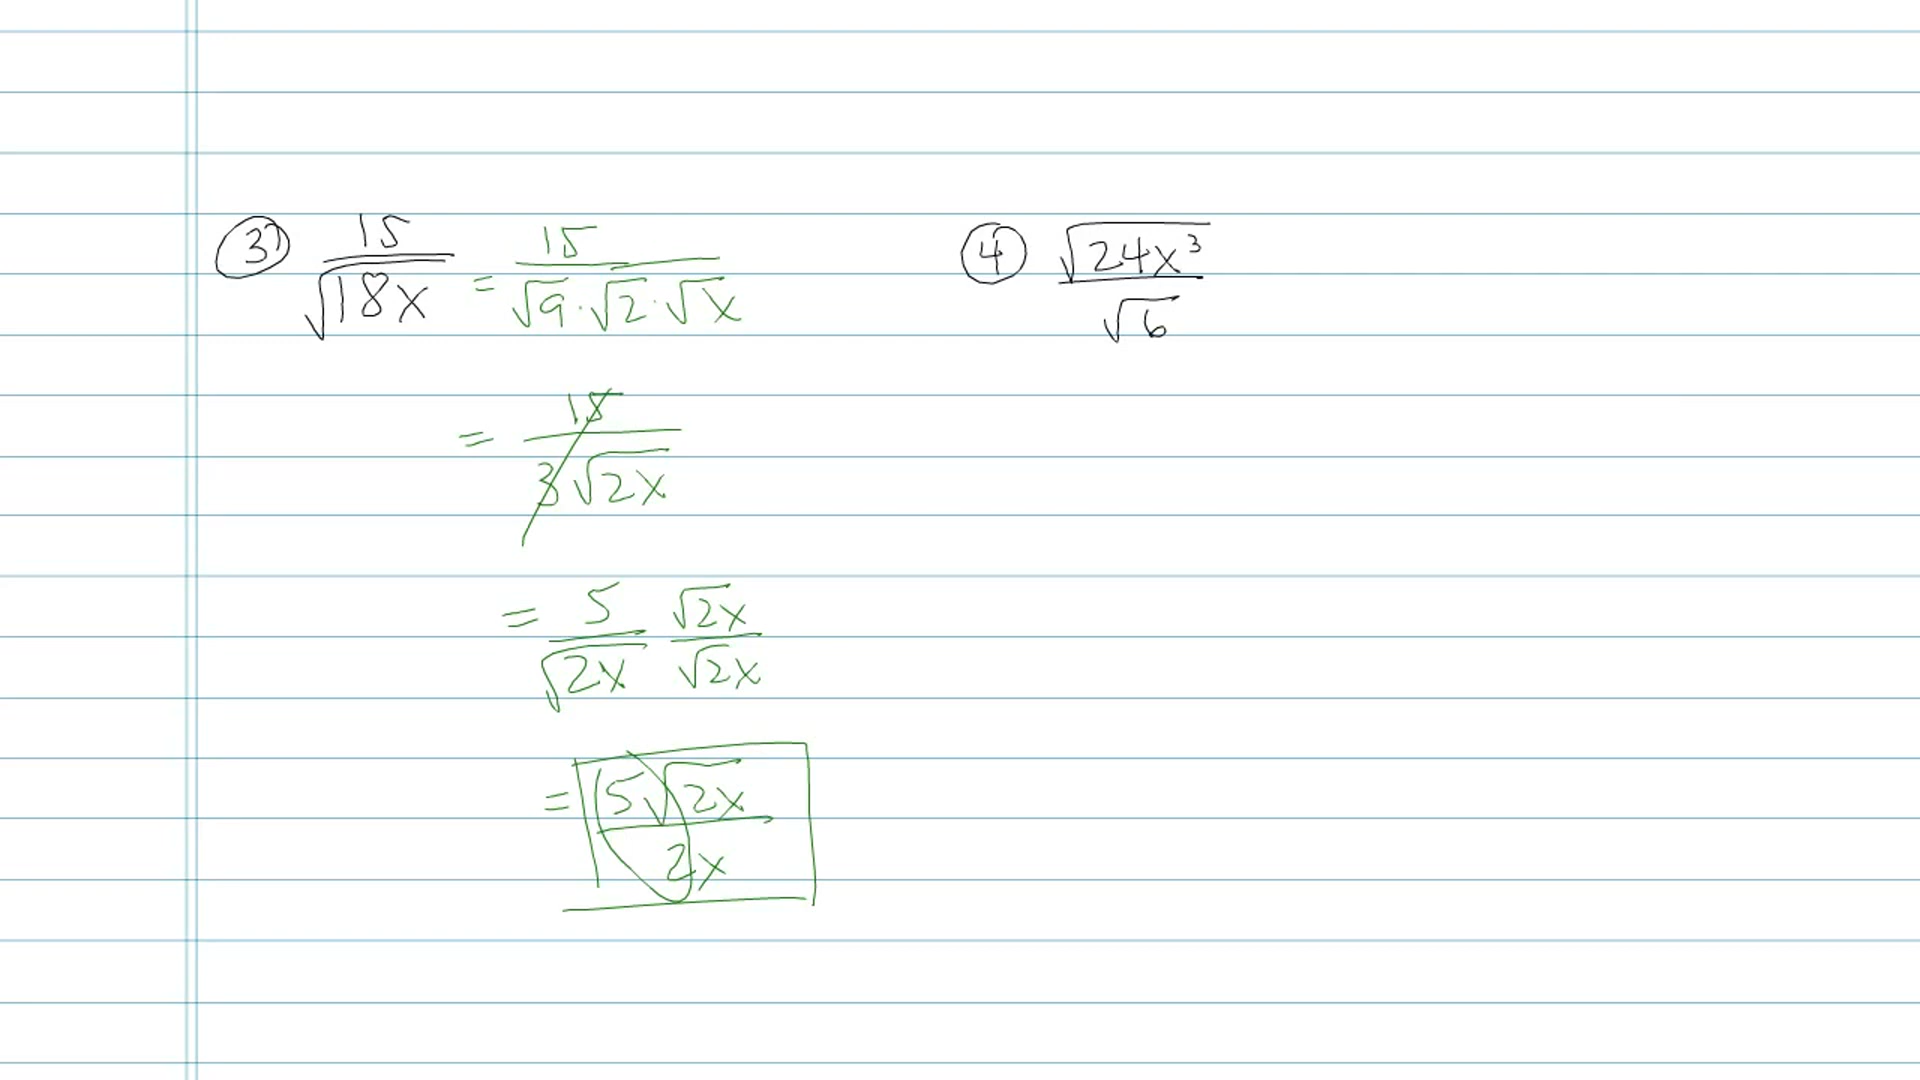 ③ 15/√18x = 15/(√9·√2·√x)
= 15/(3√2x)
= 5/√2x √2x/√2x
= 5√2x/2x
④ √24x³/√6